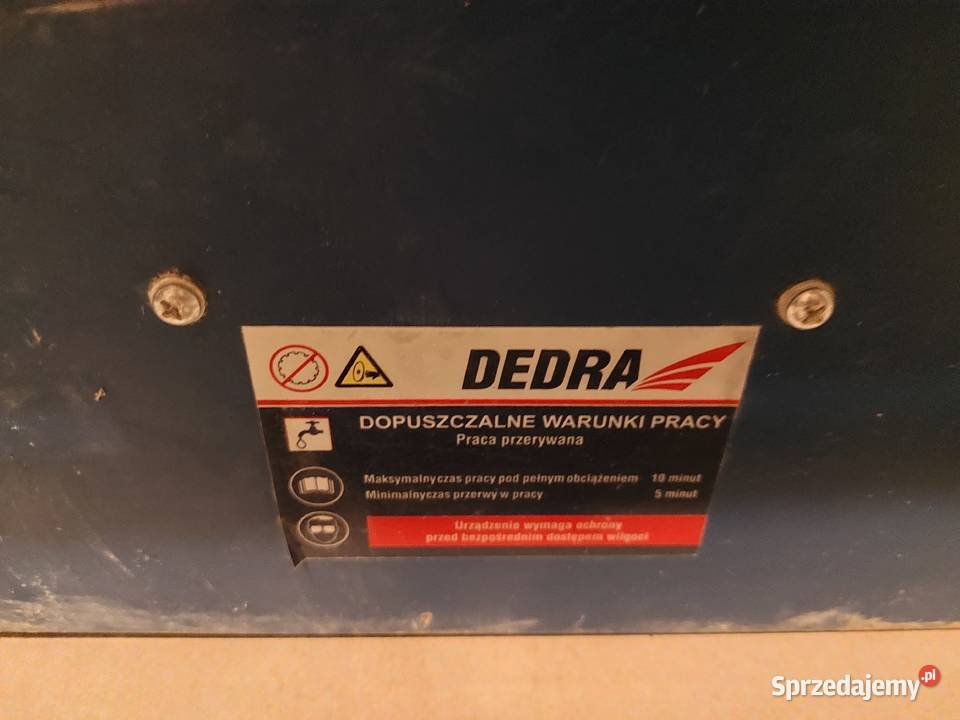 DEDRA
DOPUSZCZALNE WARUNKI PRACY
Praca przerywana
Maksymalny czas pracy pod pełnym obciążeniem 10 minut
Minimalny czas przerwy w pracy 5 minut
Urządzenie wymaga ochrony
przed bezpośrednim dostępem wilgoci
Sprzedajemy.pl